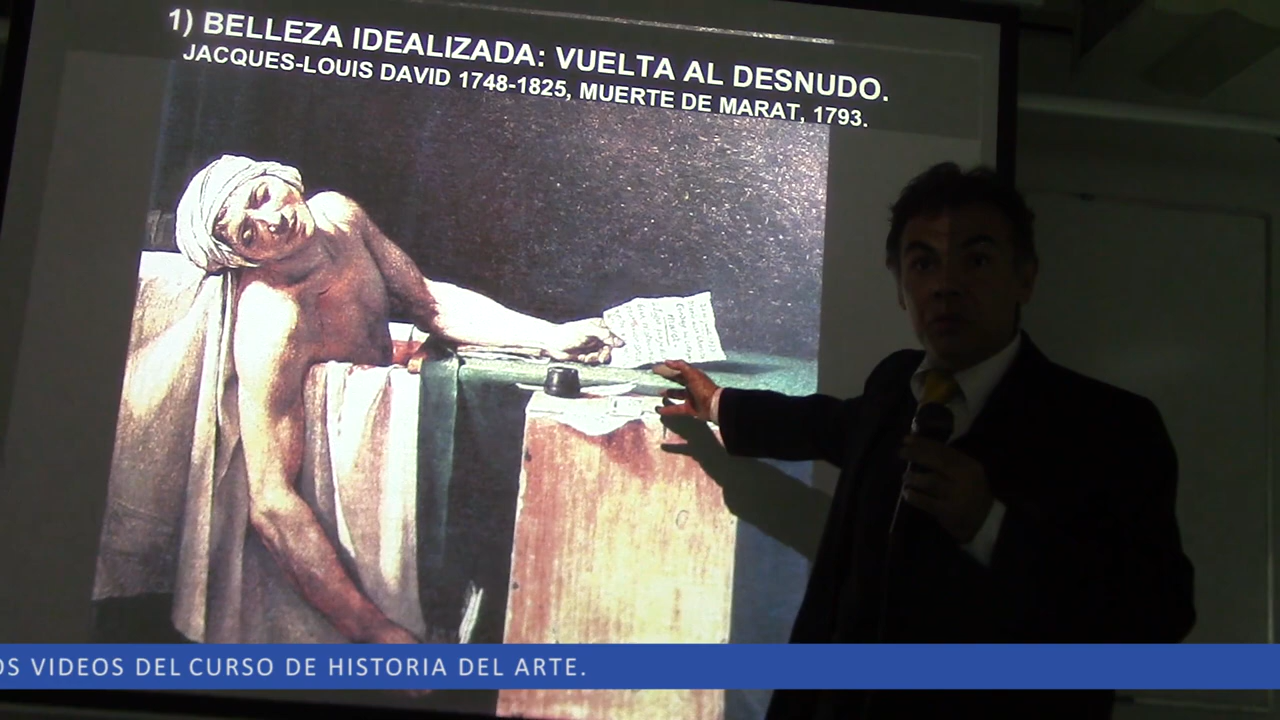 1) BELLEZA IDEALIZADA: VUELTA AL DESNUDO.
JACQUES-LOUIS DAVID 1748-1825, MUERTE DE MARAT, 1793.
OS VIDEOS DEL CURSO DE HISTORIA DEL ARTE.